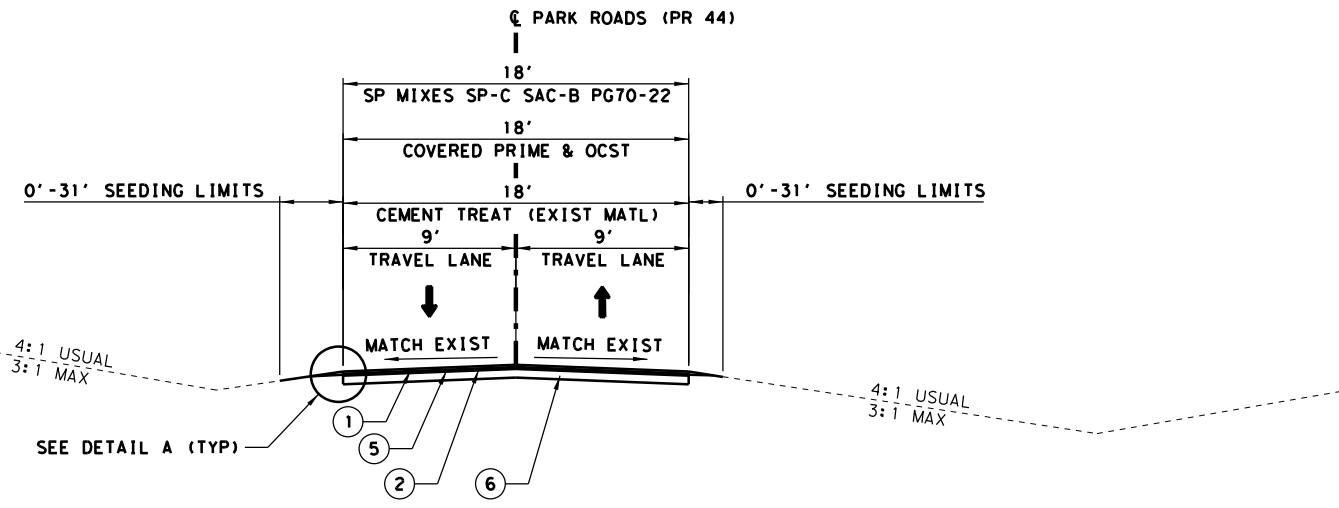 ℄ PARK ROADS (PR 44)
18'
SP MIXES SP-C SAC-B PG70-22
18'
COVERED PRIME & OCST
0'-31' SEEDING LIMITS
18'
0'-31' SEEDING LIMITS
CEMENT TREAT (EXIST MATL)
9'
9'
TRAVEL LANE
TRAVEL LANE
MATCH EXIST
MATCH EXIST
4:1 USUAL
3:1 MAX
4:1 USUAL
3:1 MAX
1
SEE DETAIL A (TYP)
5
2
6